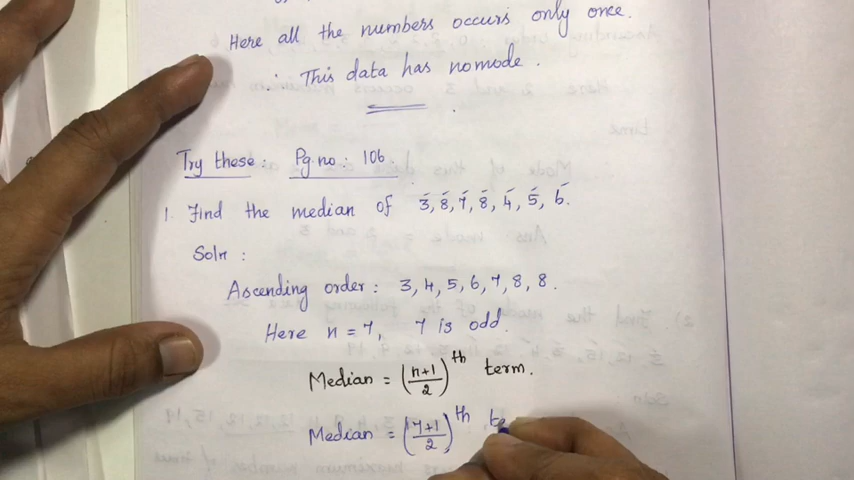 Here all the numbers occurs only once.
∴ This data has no mode.
Try these: Pg.no: 106.
1. Find the median of 3, 8, 7, 8, 4, 5, 6.
Soln:
Ascending order: 3, 4, 5, 6, 7, 8, 8.
Here n = 7, 7 is odd.
Median = (n+1/2)th term.
Median = (7+1/2)th te